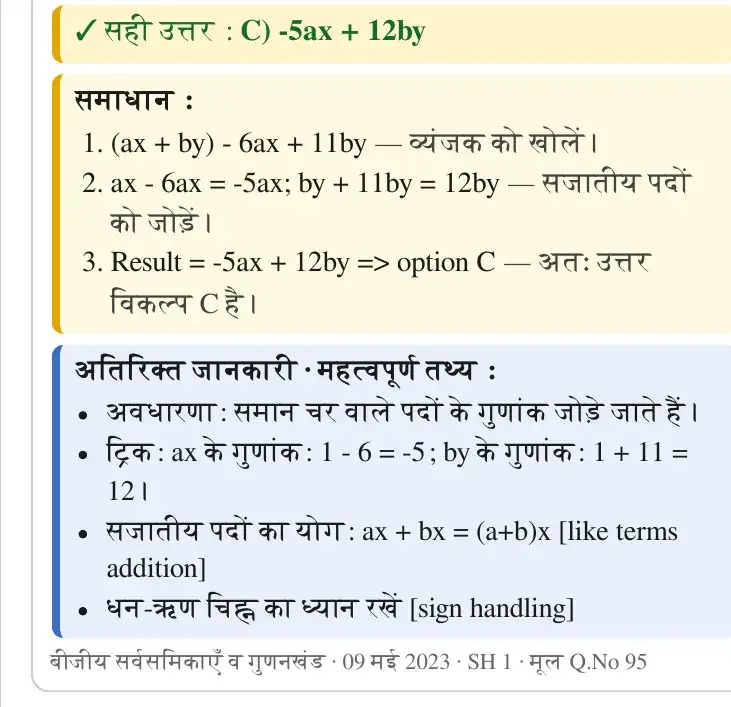 ✓ सही उत्तर : C) -5ax + 12by
समाधान :
1. (ax + by) - 6ax + 11by — व्यंजक को खोलें।
2. ax - 6ax = -5ax; by + 11by = 12by — सजातीय पदों
को जोड़ें।
3. Result = -5ax + 12by => option C — अतः उत्तर
विकल्प C है।
अतिरिक्त जानकारी · महत्वपूर्ण तथ्य :
• अवधारणा : समान चर वाले पदों के गुणांक जोड़े जाते हैं।
• ट्रिक : ax के गुणांक : 1 - 6 = -5 ; by के गुणांक : 1 + 11 =
12।
• सजातीय पदों का योग : ax + bx = (a+b)x [like terms
addition]
• धन-ऋण चिह्न का ध्यान रखें [sign handling]
बीजीय सर्वसमिकाएँ व गुणनखंड · 09 मई 2023 · SH 1 · मूल Q.No 95